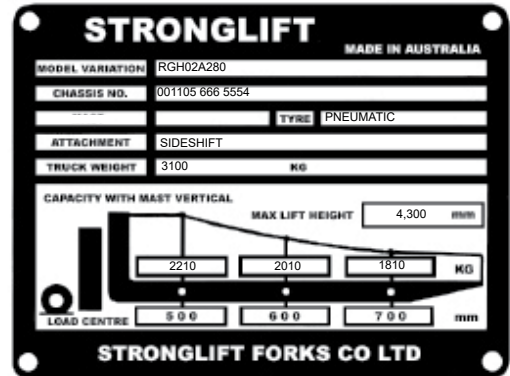 STRONGLIFT
MADE IN AUSTRALIA
MODEL VARIATION RGH02A280
CHASSIS NO. 001105 666 5554
TYRE PNEUMATIC
ATTACHMENT SIDESHIFT
TRUCK WEIGHT 3100 KG
CAPACITY WITH MAST VERTICAL
MAX LIFT HEIGHT 4,300 mm
2210 2010 1810 KG
LOAD CENTRE 500 600 700 mm
STRONGLIFT FORKS CO LTD